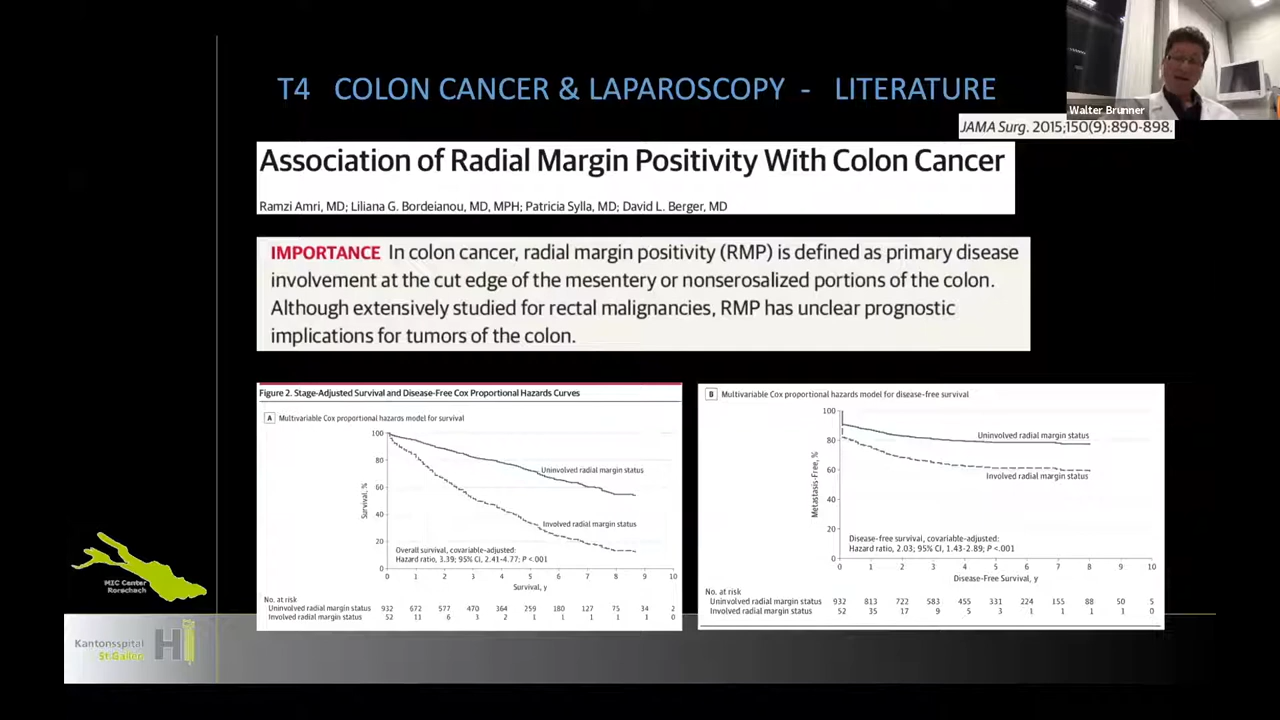 T4 COLON CANCER & LAPAROSCOPY - LITERATURE
Walter Brunner
JAMA Surg. 2015;150(9):890-898.
Association of Radial Margin Positivity With Colon Cancer
Ramzi Amri, MD; Liliana G. Bordeianou, MD, MPH; Patricia Sylla, MD; David L. Berger, MD
IMPORTANCE In colon cancer, radial margin positivity (RMP) is defined as primary disease
involvement at the cut edge of the mesentery or nonserosalized portions of the colon.
Although extensively studied for rectal malignancies, RMP has unclear prognostic
implications for tumors of the colon.
Figure 2. Stage-Adjusted Survival and Disease-Free Cox Proportional Hazards Curves
A Multivariable Cox proportional hazards model for survival
100
80
60
40
20
0
Survival, %
Uninvolved radial margin status
Involved radial margin status
Overall survival, covariable-adjusted:
Hazard ratio, 3.39; 95% CI, 2.41-4.77; P <.001
0 1 2 3 4 5 6 7 8 9 10
Survival, y
No. at risk
Uninvolved radial margin status 932 672 577 470 364 259 180 127 75 34 2
Involved radial margin status 52 11 6 3 2 1 1 1 1 1 0
B Multivariable Cox proportional hazards model for disease-free survival
100
80
60
40
20
0
Metastasis-Free, %
Uninvolved radial margin status
Involved radial margin status
Disease-free survival, covariable-adjusted:
Hazard ratio, 2.03; 95% CI, 1.43-2.89; P <.001
0 1 2 3 4 5 6 7 8 9 10
Disease-Free Survival, y
No. at risk
Uninvolved radial margin status 932 813 722 583 455 331 224 155 88 50 5
Involved radial margin status 52 35 17 9 5 3 1 1 1 1 0
MIC Center
Rorschach
Kantonsspital
St Gallen